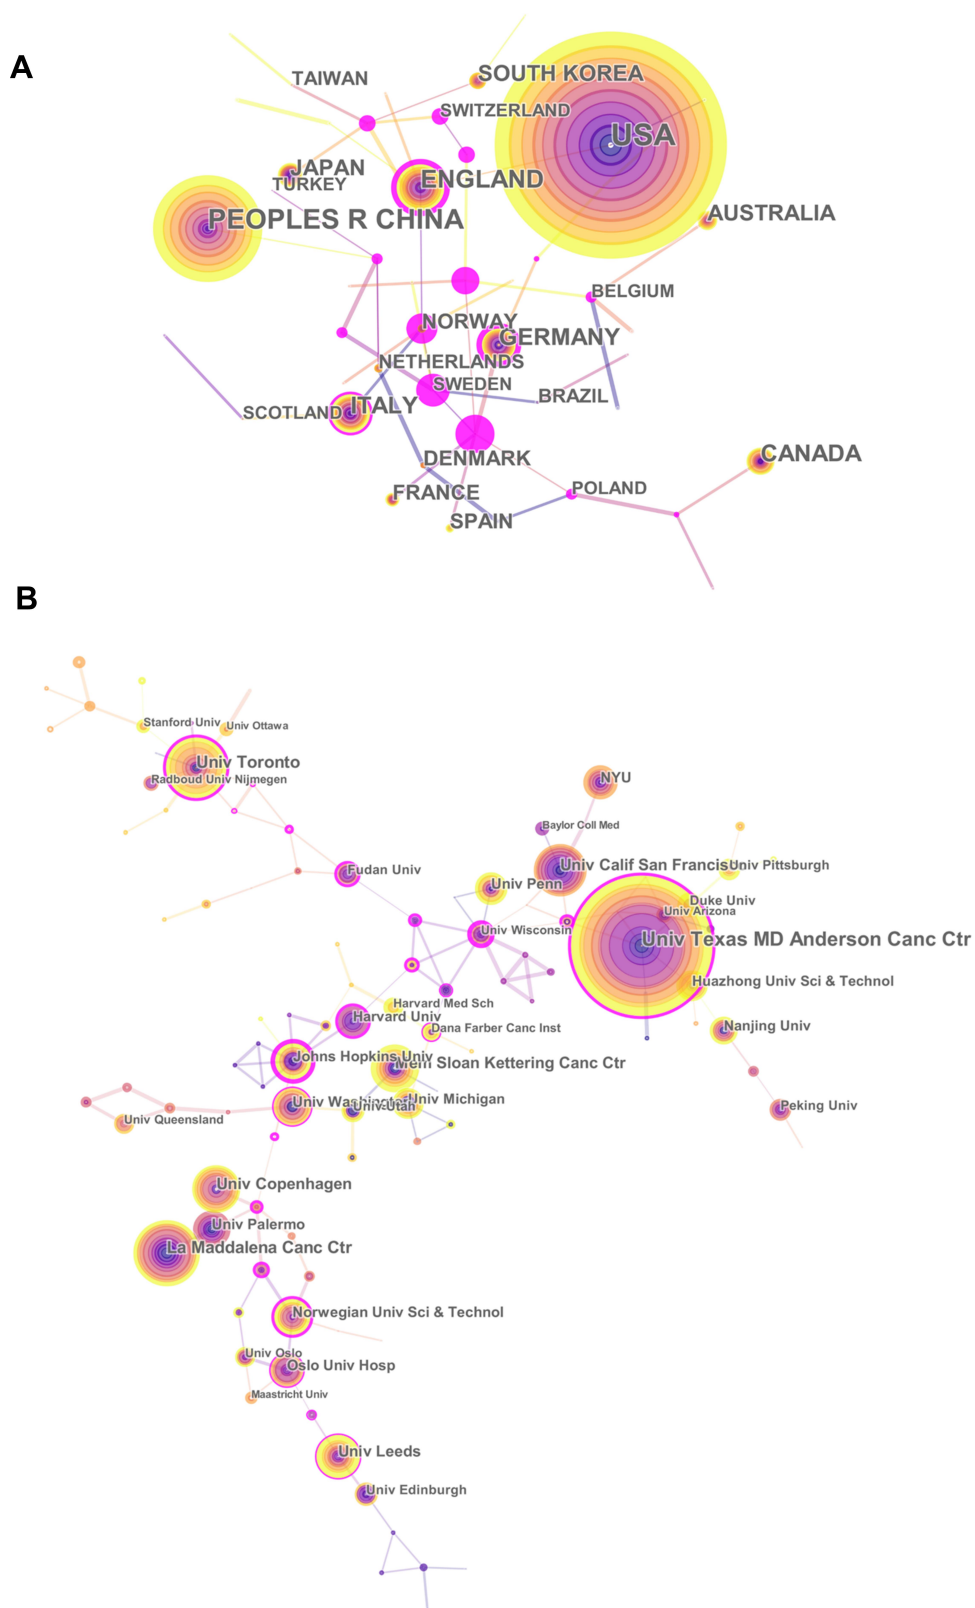 A
TAIWAN
SOUTH KOREA
SWITZERLAND
USA
JAPAN
TURKEY
ENGLAND
PEOPLES R CHINA
AUSTRALIA
BELGIUM
NORWAY
GERMANY
NETHERLANDS
SWEDEN
BRAZIL
SCOTLAND
ITALY
DENMARK
CANADA
FRANCE
POLAND
SPAIN
B
Stanford Univ
Univ Ottawa
Univ Toronto
Radboud Univ Nijmegen
NYU
Baylor Coll Med
Fudan Univ
Univ Calif San Francisc
Univ Pittsburgh
Univ Penn
Duke Univ
Univ Arizona
Univ Wisconsin
Univ Texas MD Anderson Canc Ctr
Huazhong Univ Sci & Technol
Harvard Med Sch
Harvard Univ
Dana Farber Canc Inst
Nanjing Univ
Johns Hopkins Univ
Mem Sloan Kettering Canc Ctr
Univ Washington
Univ Utah
Univ Michigan
Peking Univ
Univ Queensland
Univ Copenhagen
Univ Palermo
La Maddalena Canc Ctr
Norwegian Univ Sci & Technol
Univ Oslo
Oslo Univ Hosp
Maastricht Univ
Univ Leeds
Univ Edinburgh